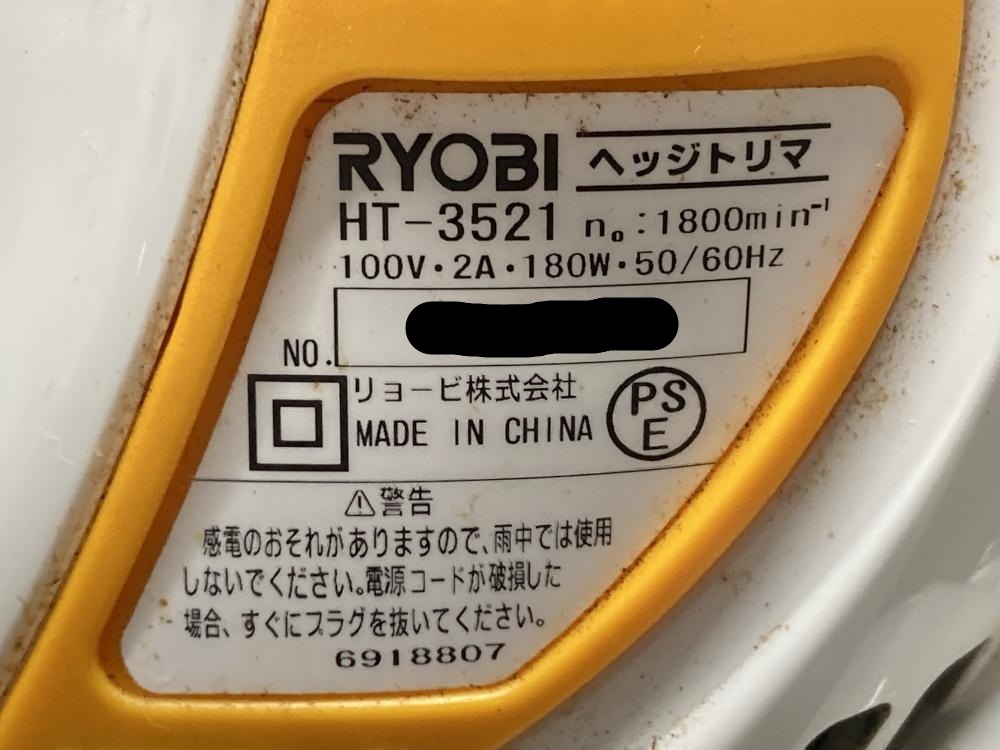 RYOBI ヘッジトリマ
HT-3521 n₀:1800min⁻¹
100V・2A・180W・50/60Hz
NO.
リョービ株式会社
MADE IN CHINA
PS
E
⚠警告
感電のおそれがありますので、雨中では使用
しないでください。電源コードが破損した
場合、すぐにプラグを抜いてください。
6918807